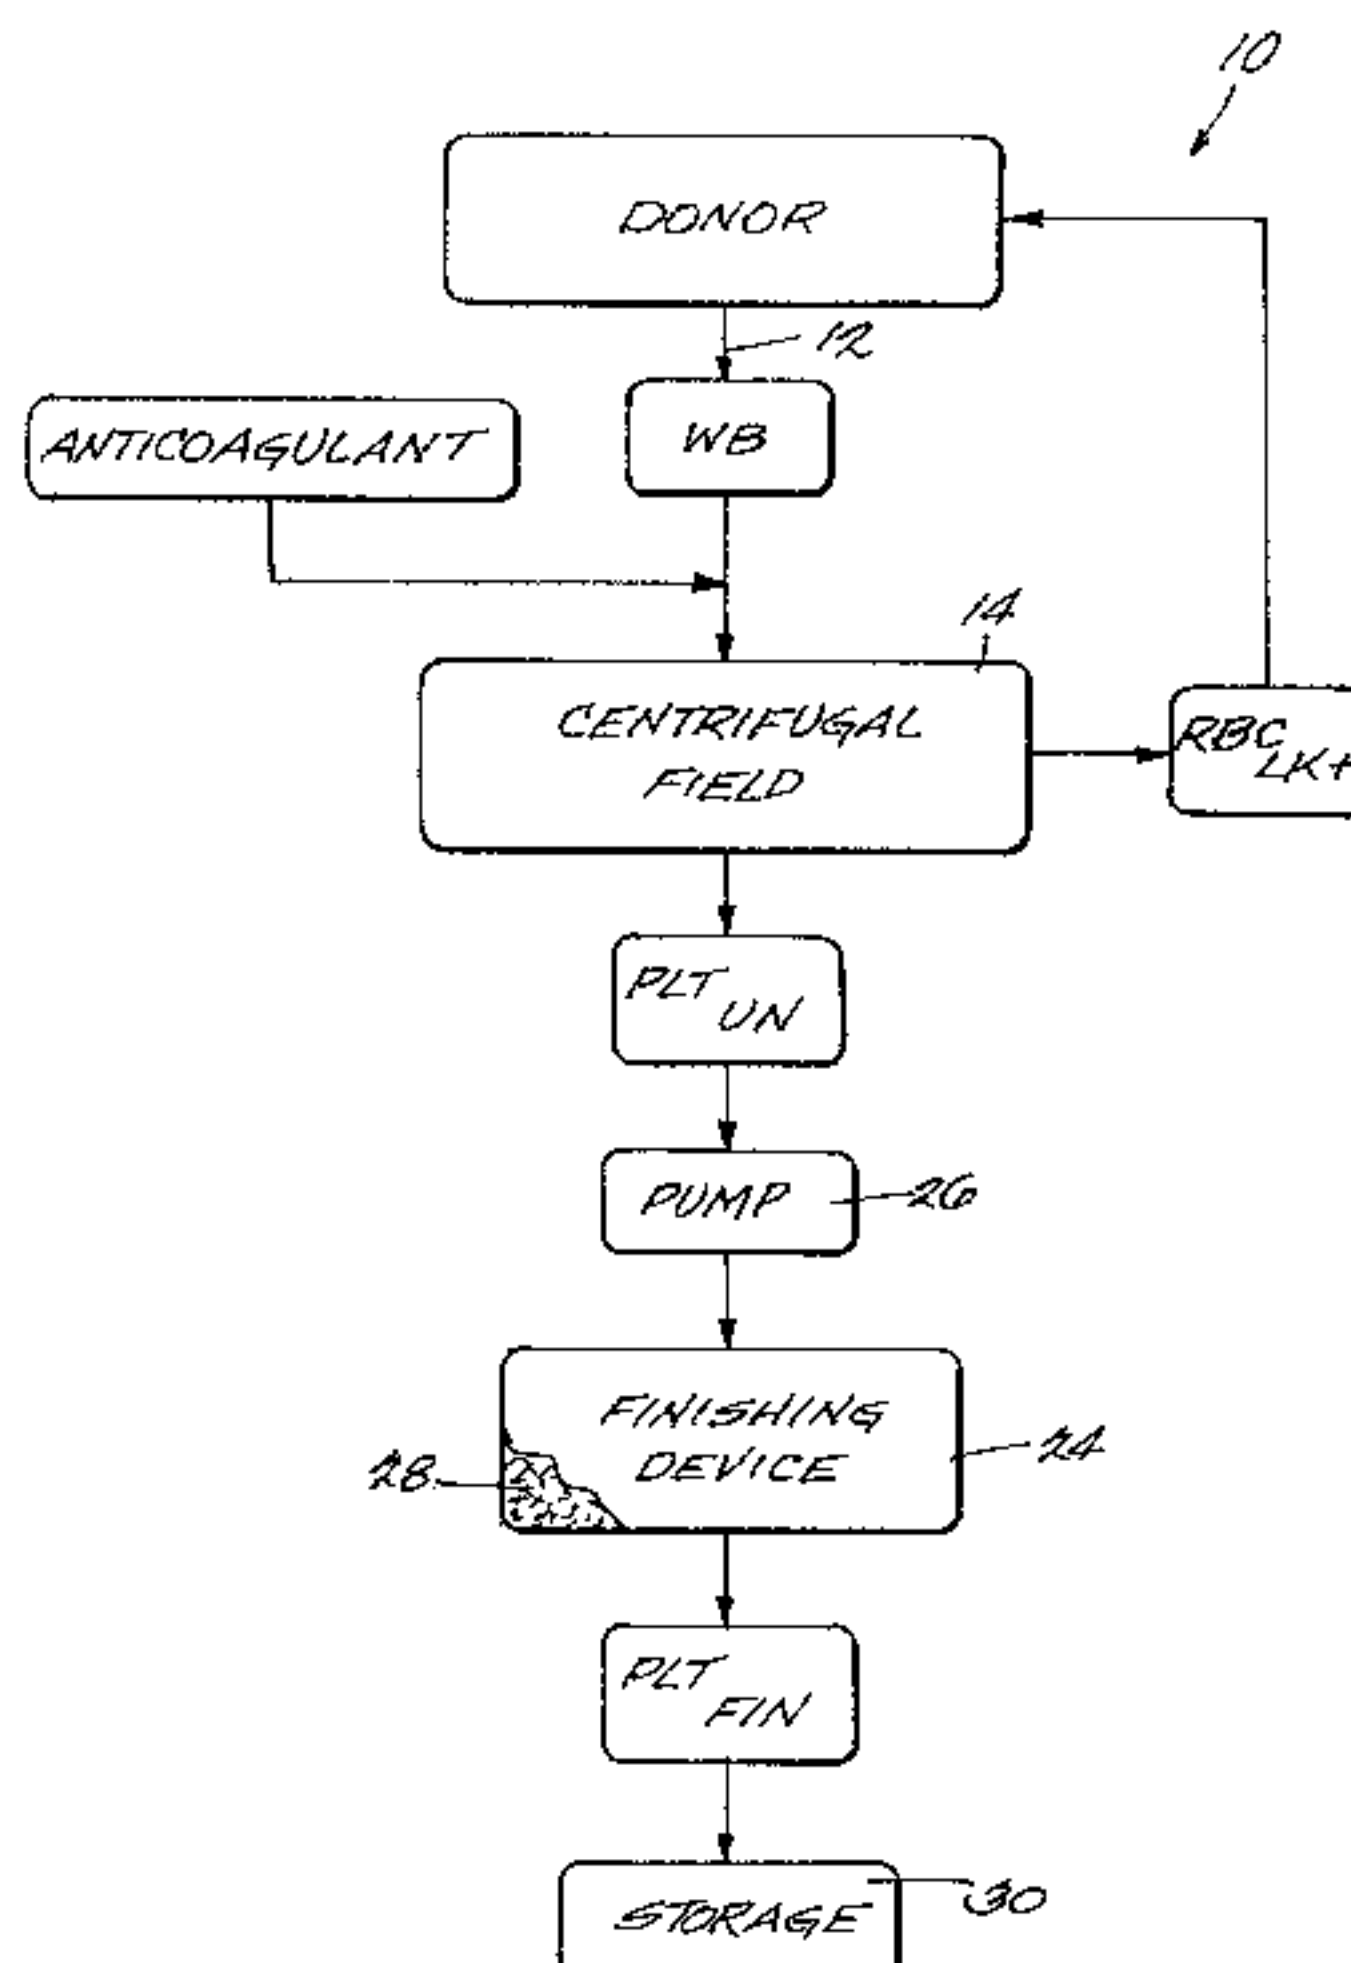 10
DONOR
12
ANTICOAGULANT
WB
14
CENTRIFUGAL
FIELD
RBC
LK+
PLT
UN
PUMP
26
FINISHING
DEVICE
24
28
PLT
FIN
STORAGE
30